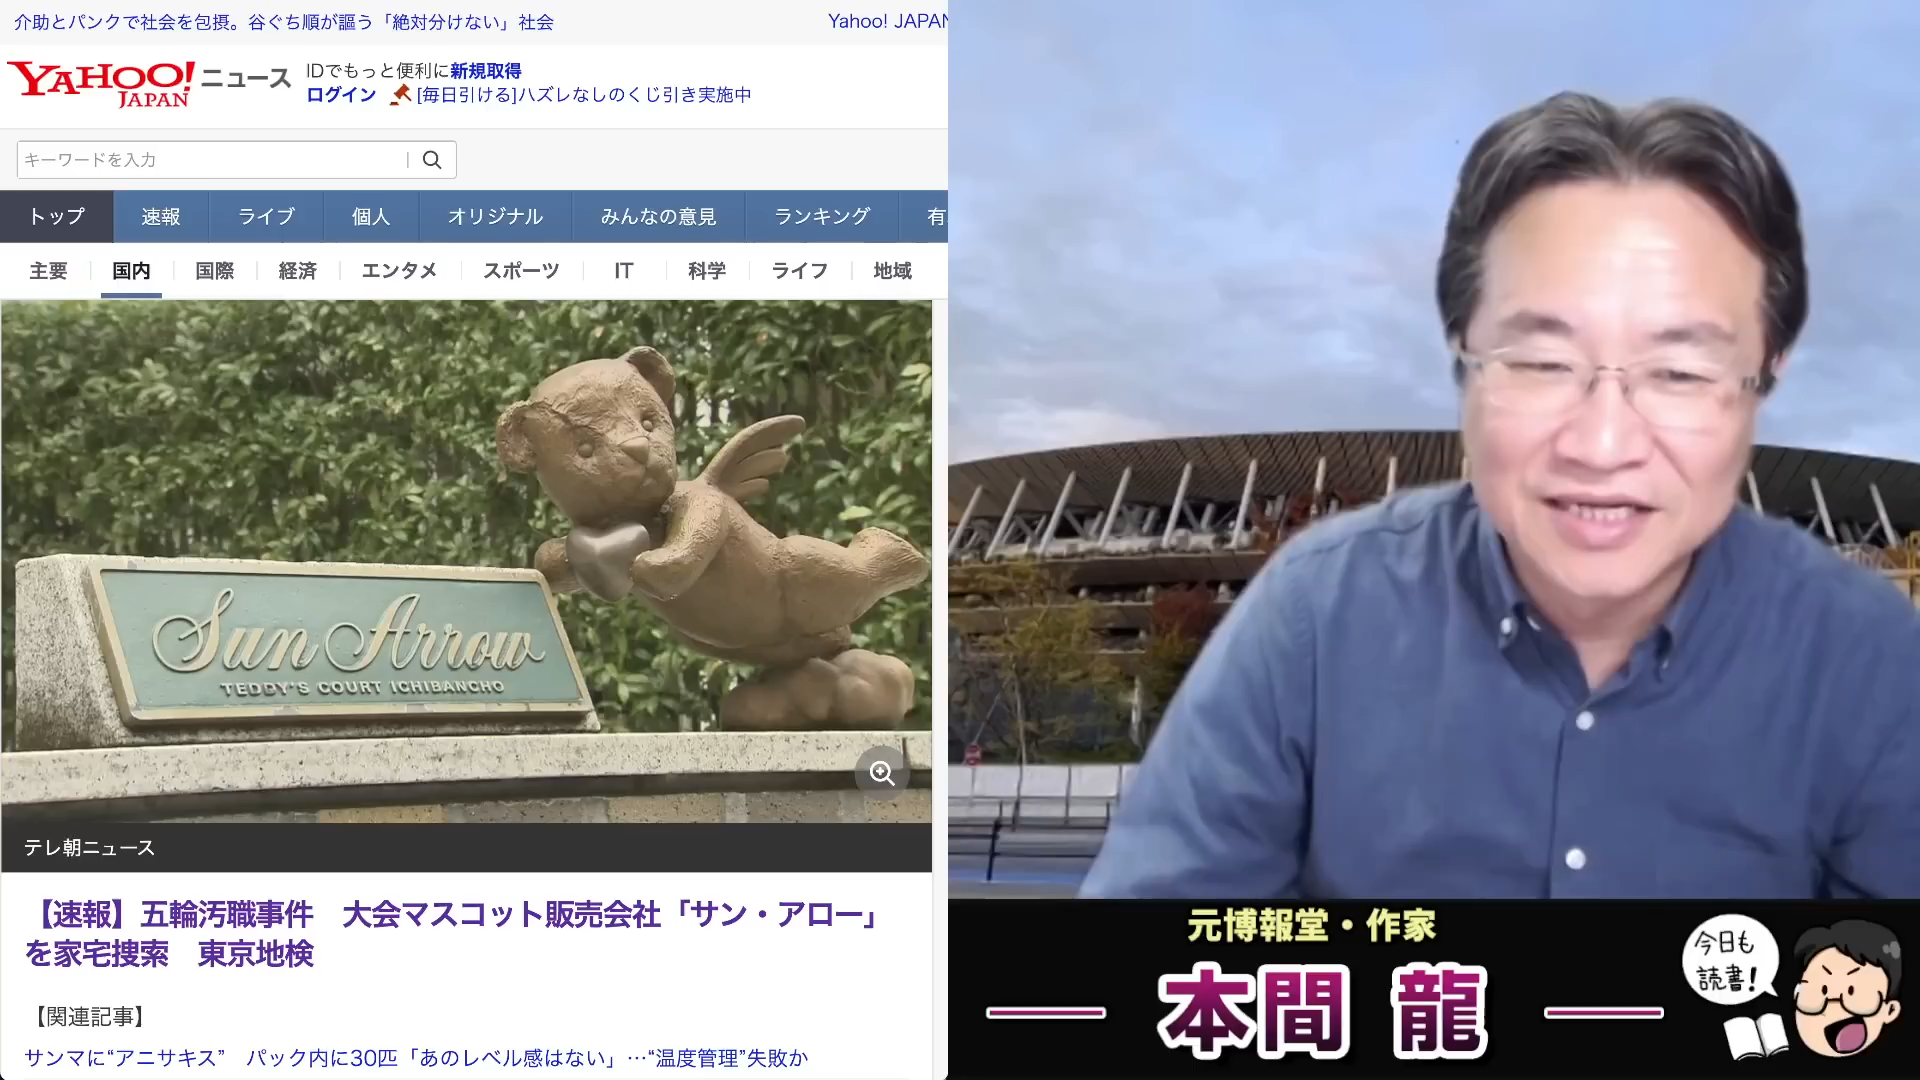 介助とパンクで社会を包摂。谷ぐち順が謳う「絶対分けない」社会
Yahoo! JAPAN
YAHOO! JAPAN ニュース
IDでもっと便利に新規取得
ログイン [毎日引ける]ハズレなしのくじ引き実施中
キーワードを入力
トップ 速報 ライブ 個人 オリジナル みんなの意見 ランキング 有
主要 国内 国際 経済 エンタメ スポーツ IT 科学 ライフ 地域
Sun Arrow
TEDDY'S COURT ICHIBANCHO
テレ朝ニュース
【速報】五輪汚職事件 大会マスコット販売会社「サン・アロー」
を家宅捜索 東京地検
【関連記事】
サンマに“アニサキス” パック内に30匹「あのレベル感はない」…“温度管理”失敗か
元博報堂・作家
本間 龍
今日も
読書!